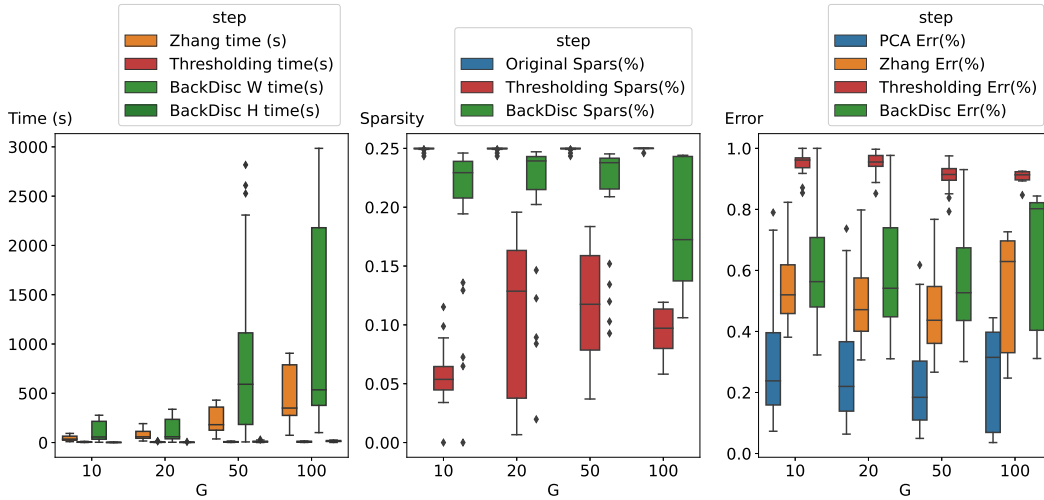 step
Zhang time (s)
Thresholding time(s)
BackDisc W time(s)
BackDisc H time(s)
Time (s)
3000
2500
2000
1500
1000
500
0
10
20
50
100
G
step
Original Spars(%)
Thresholding Spars(%)
BackDisc Spars(%)
Sparsity
0.25
0.20
0.15
0.10
0.05
0.00
10
20
50
100
G
step
PCA Err(%)
Zhang Err(%)
Thresholding Err(%)
BackDisc Err(%)
Error
1.0
0.8
0.6
0.4
0.2
0.0
10
20
50
100
G